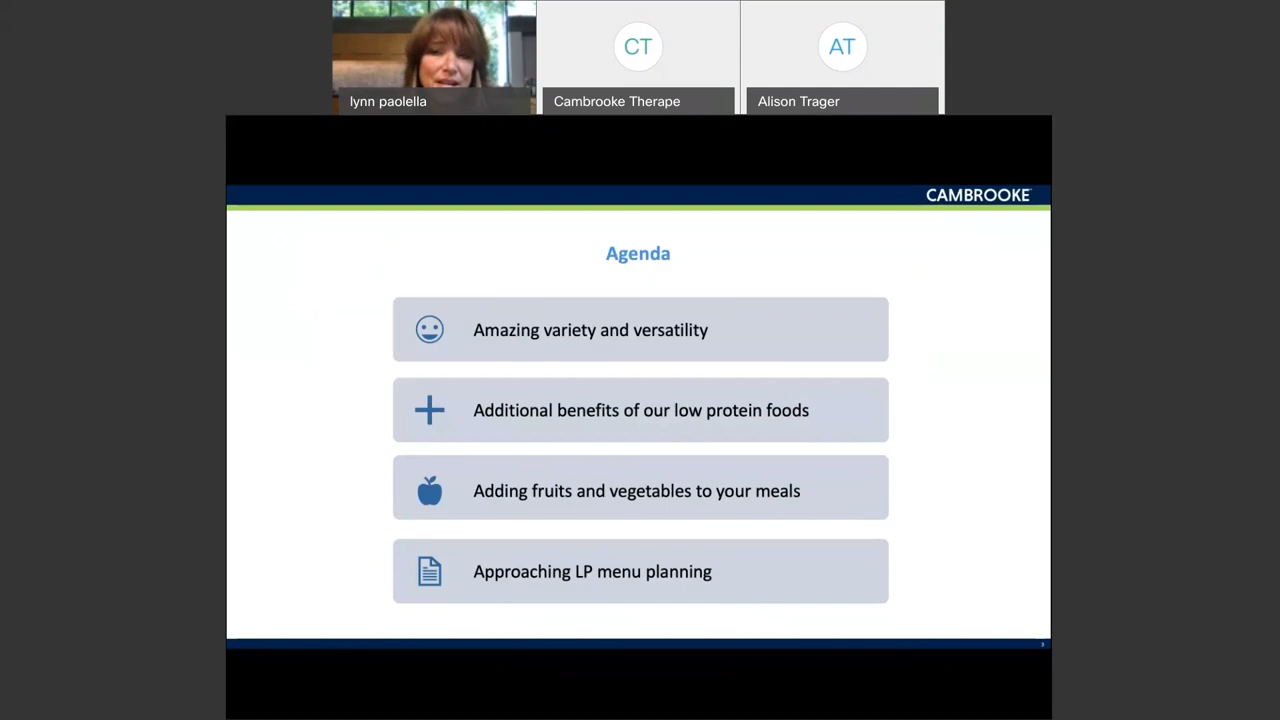 CT
AT
lynn paolella
Cambrooke Therape
Alison Trager
CAMBROOKE
Agenda
Amazing variety and versatility
Additional benefits of our low protein foods
Adding fruits and vegetables to your meals
Approaching LP menu planning
3